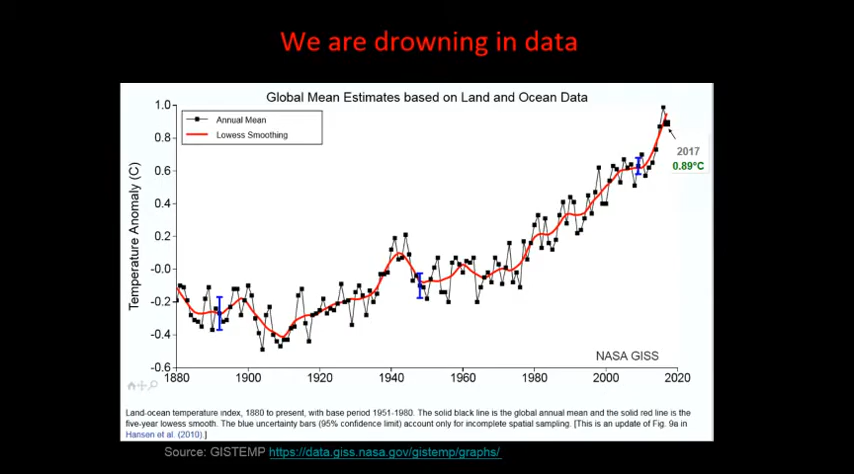 We are drowning in data
Global Mean Estimates based on Land and Ocean Data
Annual Mean
Lowess Smoothing
Temperature Anomaly (C)
1.0
0.8
0.6
0.4
0.2
-0.0
-0.2
-0.4
-0.6
2017
0.89°C
NASA GISS
1880 1900 1920 1940 1960 1980 2000 2020
Land-ocean temperature index, 1880 to present, with base period 1951-1980. The solid black line is the global annual mean and the solid red line is the
five-year lowess smooth. The blue uncertainty bars (95% confidence limit) account only for incomplete spatial sampling. [This is an update of Fig. 9a in
Hansen et al. (2010).]
Source: GISTEMP https://data.giss.nasa.gov/gistemp/graphs/